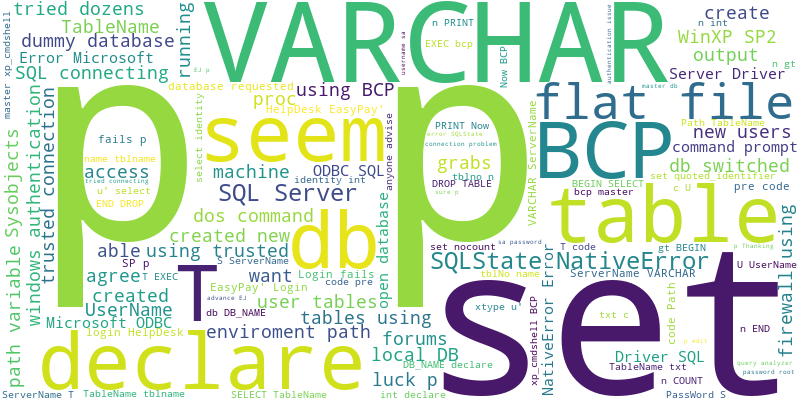 tried dozens
TableName
dummy database
Error Microsoft
SQL connecting
master xp_cmdshell
running
EJ p
VARCHAR
username sa
Now BCP
n PRINT
EXEC bcp
authentication issue
master db
n int
create
WinXP SP2
output
Server Driver
n gt
database requested
using BCP
HelpDesk EasyPay'
proc
select identity
seem
p
p
fails p
name tblname
access
tried connecting
u' select
END DROP
machine
ODBC SQL
identity int
SQL Server
dos command
created new
able
using trusted
SP p
S ServerName
agree
T EXEC
want
Login fails
code pre
created
UserName
EasyPay' Login
advance EJ
user tables
db DB_NAME
Microsoft ODBC
login HelpDesk
enviroment path
tables using
forums
local DB
luck p
DB_NAME declare
declare
ServerName T
TableName tblname
SELECT TableName
int declare
path variable
Sysobjects
windows authentication
trusted connection
T
db
open database
anyone advise
PRINT Now
error SQLState
connection problem
grabs
tblno n
DROP TABLE
sure p
VARCHAR ServerName
BCP
flat file
Path TableName
new users
command prompt
db switched
BEGIN SELECT
set quoted_identifier
bcp master
c U
pre code
table
set nocount
sa password
T code
gt BEGIN
p Thanking
SQLState NativeError
tblNo name
ServerName VARCHAR
U UserName
xtype u'
set
xp_cmdshell BCP
NativeError Error
txt c
code Path
n END
p edit
firewall using
Driver SQL
TableName txt
query analyzer
n COUNT
password root
PassWord S